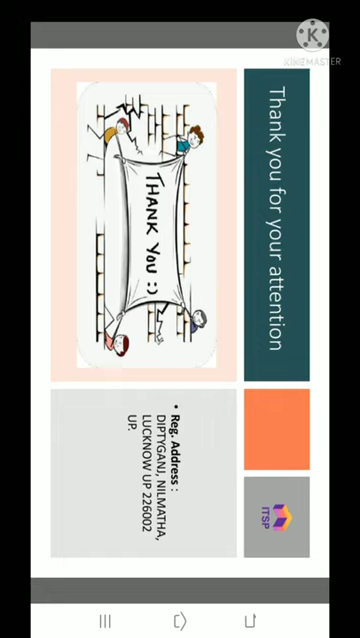 KINEMASTER
Thank you for your attention
THANK YOU :)
• Reg. Address :
DIPTYGANJ, NILMATHA,
LUCKNOW UP 226002
UP.
ITSP